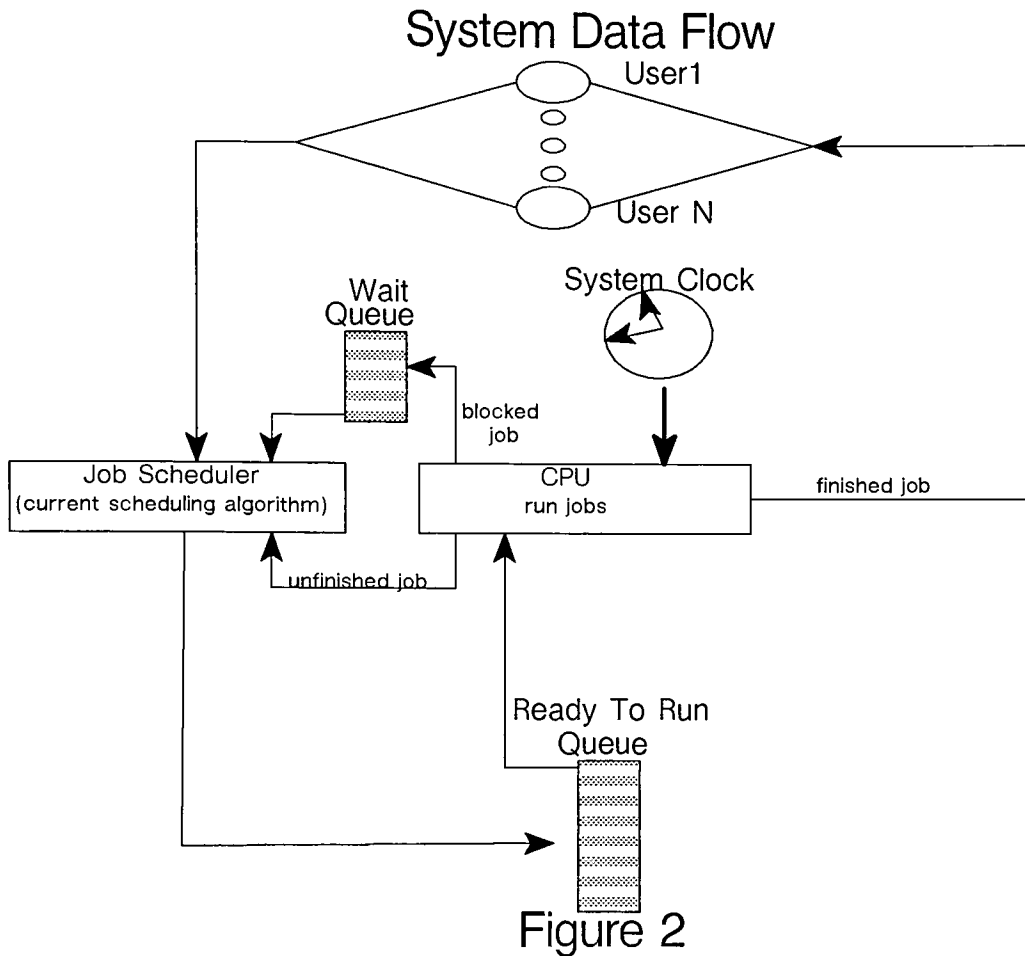 System Data Flow
User1
User N
System Clock
Wait
Queue
blocked
job
Job Scheduler
(current scheduling algorithm)
CPU
run jobs
finished job
unfinished job
Ready To Run
Queue
Figure 2